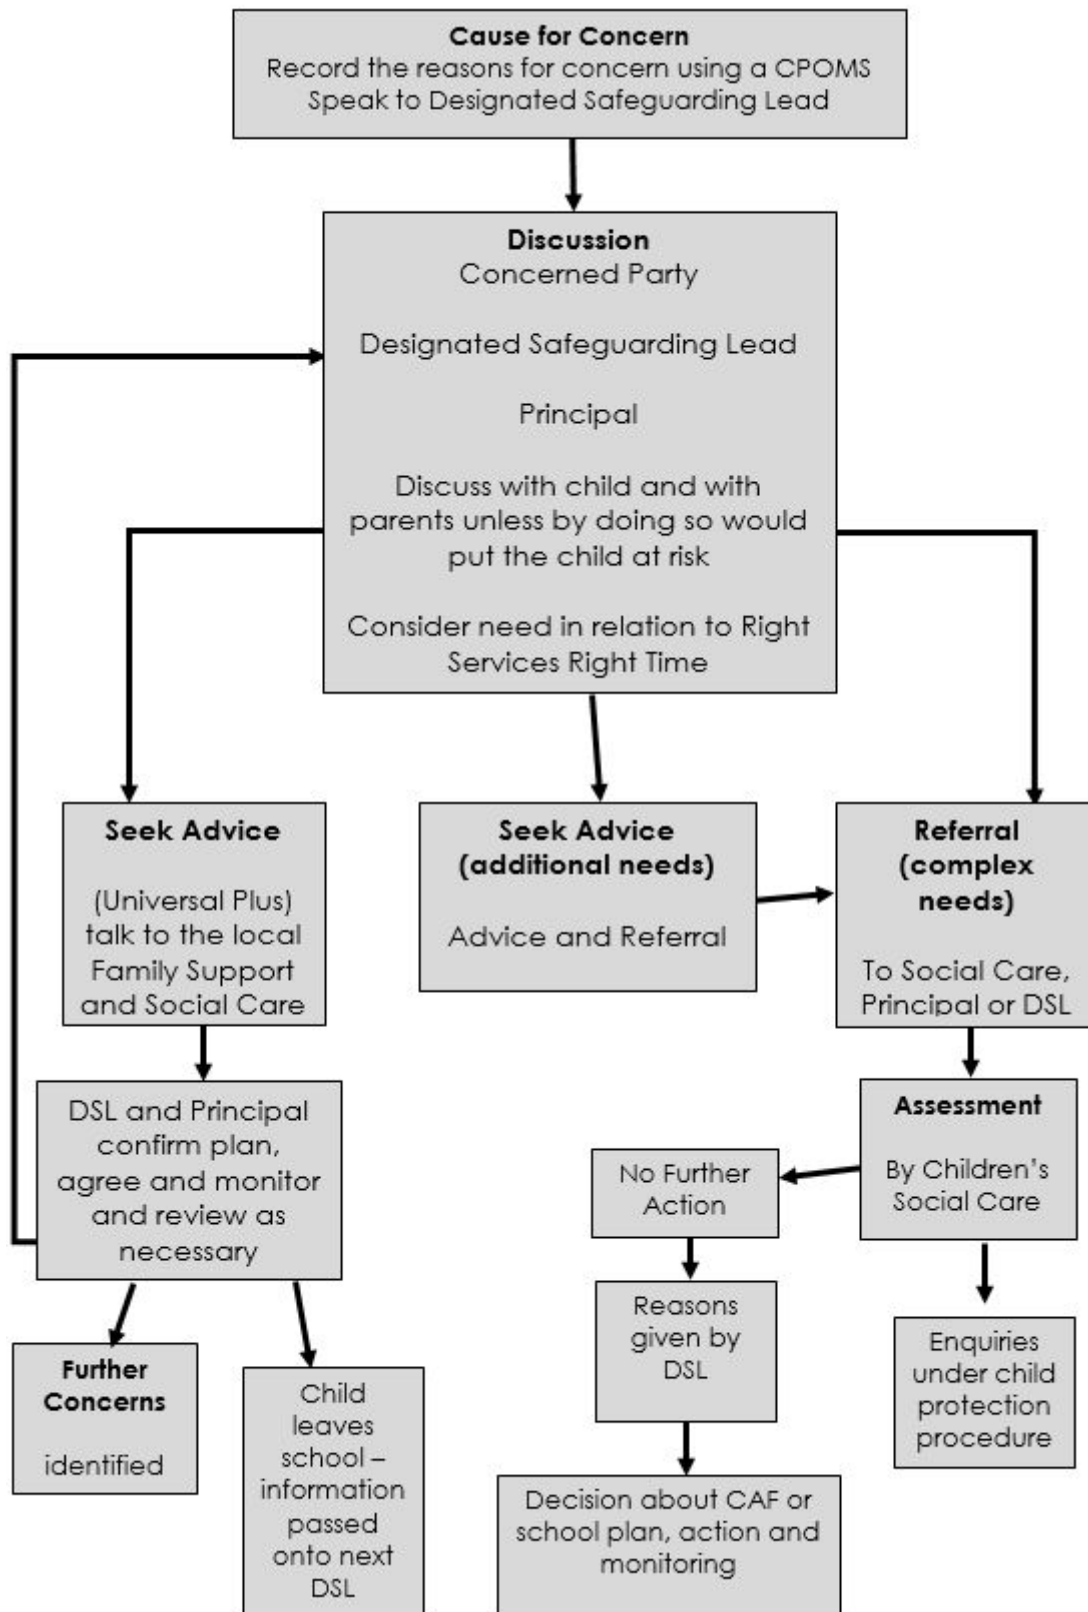 Cause for Concern
Record the reasons for concern using a CPOMS
Speak to Designated Safeguarding Lead
Discussion
Concerned Party
Designated Safeguarding Lead
Principal
Discuss with child and with
parents unless by doing so would
put the child at risk
Consider need in relation to Right
Services Right Time
Seek Advice
(Universal Plus)
talk to the local
Family Support
and Social Care
Seek Advice
(additional needs)
Advice and Referral
Referral
(complex
needs)
To Social Care,
Principal or DSL
DSL and Principal
confirm plan,
agree and monitor
and review as
necessary
Assessment
By Children’s
Social Care
No Further
Action
Reasons
given by
DSL
Enquiries
under child
protection
procedure
Further
Concerns
identified
Child
leaves
school –
information
passed
onto next
DSL
Decision about CAF or
school plan, action and
monitoring